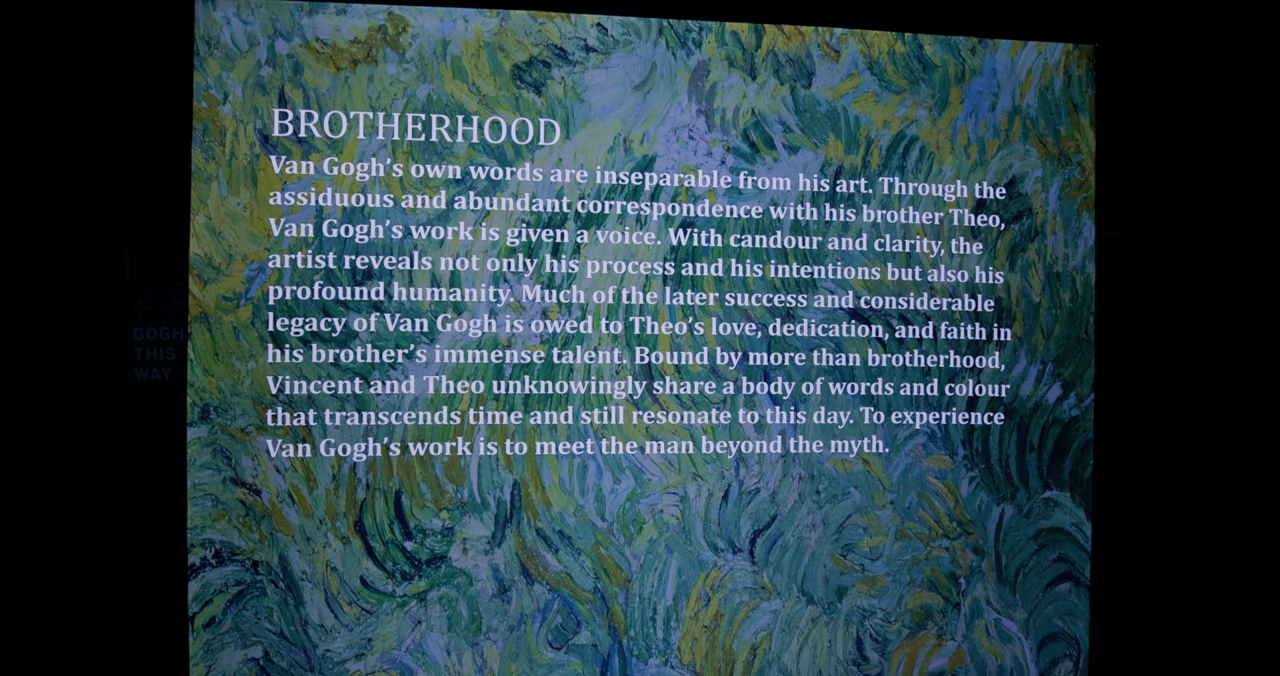 BROTHERHOOD
Van Gogh's own words are inseparable from his art. Through the
assiduous and abundant correspondence with his brother Theo,
Van Gogh's work is given a voice. With candour and clarity, the
artist reveals not only his process and his intentions but also his
profound humanity. Much of the later success and considerable
legacy of Van Gogh is owed to Theo's love, dedication, and faith in
his brother's immense talent. Bound by more than brotherhood,
Vincent and Theo unknowingly share a body of words and colour
that transcends time and still resonate to this day. To experience
Van Gogh's work is to meet the man beyond the myth.
GOGH
THIS
WAY